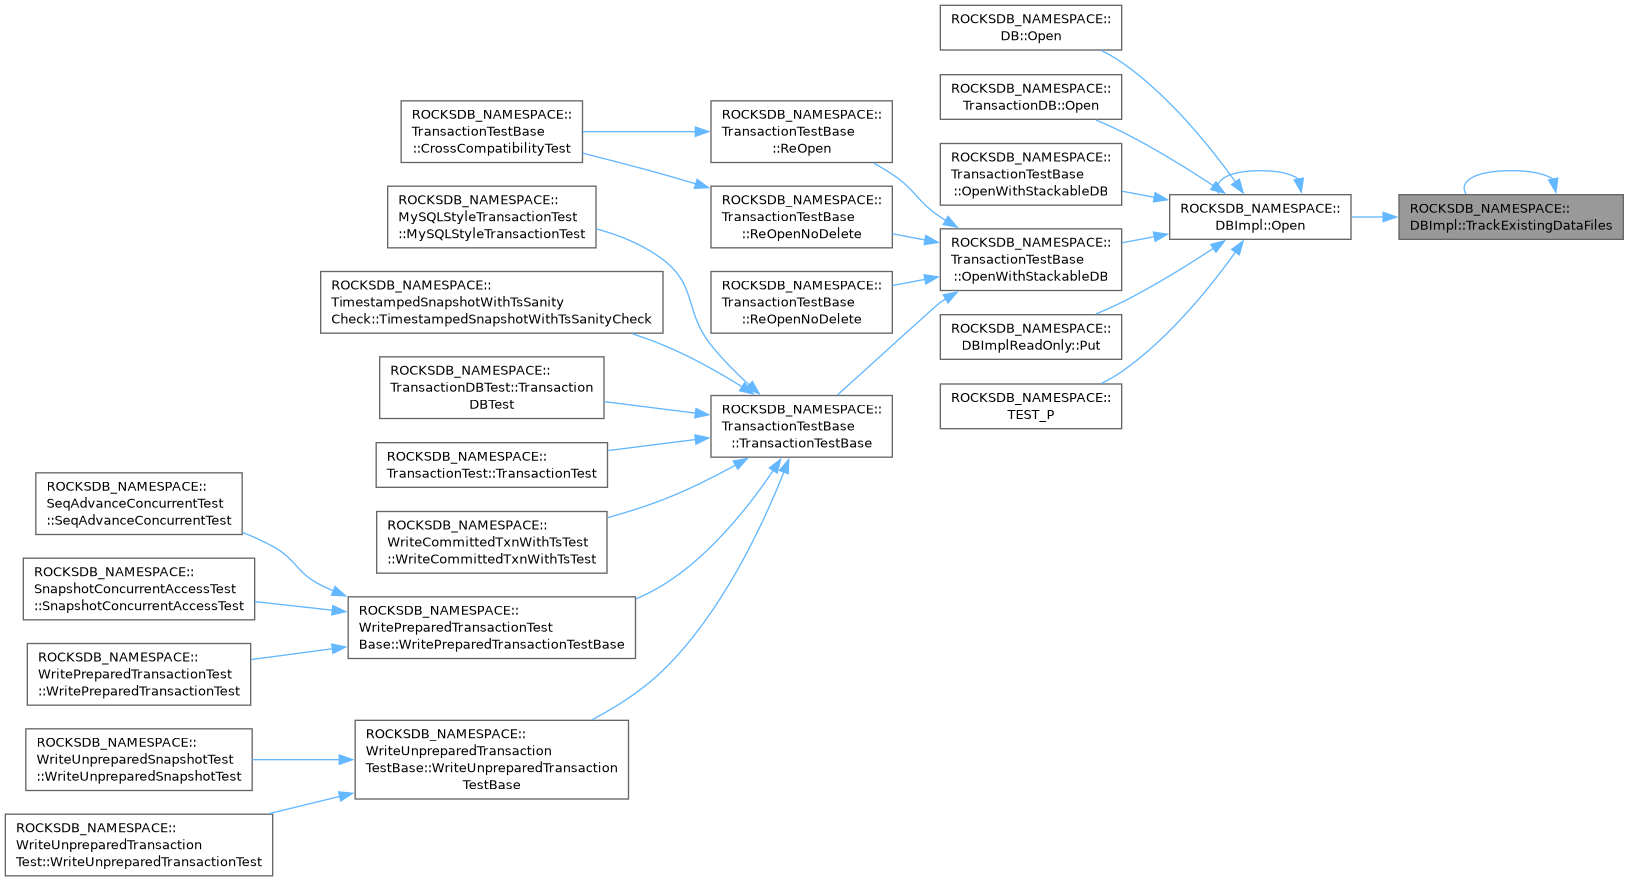 ROCKSDB_NAMESPACE::
DB::Open
ROCKSDB_NAMESPACE::
TransactionDB::Open
ROCKSDB_NAMESPACE::
TransactionTestBase
::CrossCompatibilityTest
ROCKSDB_NAMESPACE::
TransactionTestBase
::ReOpen
ROCKSDB_NAMESPACE::
TransactionTestBase
::OpenWithStackableDB
ROCKSDB_NAMESPACE::
MySQLStyleTransactionTest
::MySQLStyleTransactionTest
ROCKSDB_NAMESPACE::
TransactionTestBase
::ReOpenNoDelete
ROCKSDB_NAMESPACE::
DBImpl::Open
ROCKSDB_NAMESPACE::
DBImpl::TrackExistingDataFiles
ROCKSDB_NAMESPACE::
TransactionTestBase
::OpenWithStackableDB
ROCKSDB_NAMESPACE::
TimestampedSnapshotWithTsSanity
Check::TimestampedSnapshotWithTsSanityCheck
ROCKSDB_NAMESPACE::
TransactionTestBase
::ReOpenNoDelete
ROCKSDB_NAMESPACE::
DBImplReadOnly::Put
ROCKSDB_NAMESPACE::
TransactionDBTest::Transaction
DBTest
ROCKSDB_NAMESPACE::
TEST_P
ROCKSDB_NAMESPACE::
TransactionTestBase
::TransactionTestBase
ROCKSDB_NAMESPACE::
TransactionTest::TransactionTest
ROCKSDB_NAMESPACE::
SeqAdvanceConcurrentTest
::SeqAdvanceConcurrentTest
ROCKSDB_NAMESPACE::
WriteCommittedTxnWithTsTest
::WriteCommittedTxnWithTsTest
ROCKSDB_NAMESPACE::
SnapshotConcurrentAccessTest
::SnapshotConcurrentAccessTest
ROCKSDB_NAMESPACE::
WritePreparedTransactionTest
Base::WritePreparedTransactionTestBase
ROCKSDB_NAMESPACE::
WritePreparedTransactionTest
::WritePreparedTransactionTest
ROCKSDB_NAMESPACE::
WriteUnpreparedTransaction
TestBase::WriteUnpreparedTransaction
TestBase
ROCKSDB_NAMESPACE::
WriteUnpreparedSnapshotTest
::WriteUnpreparedSnapshotTest
ROCKSDB_NAMESPACE::
WriteUnpreparedTransaction
Test::WriteUnpreparedTransactionTest